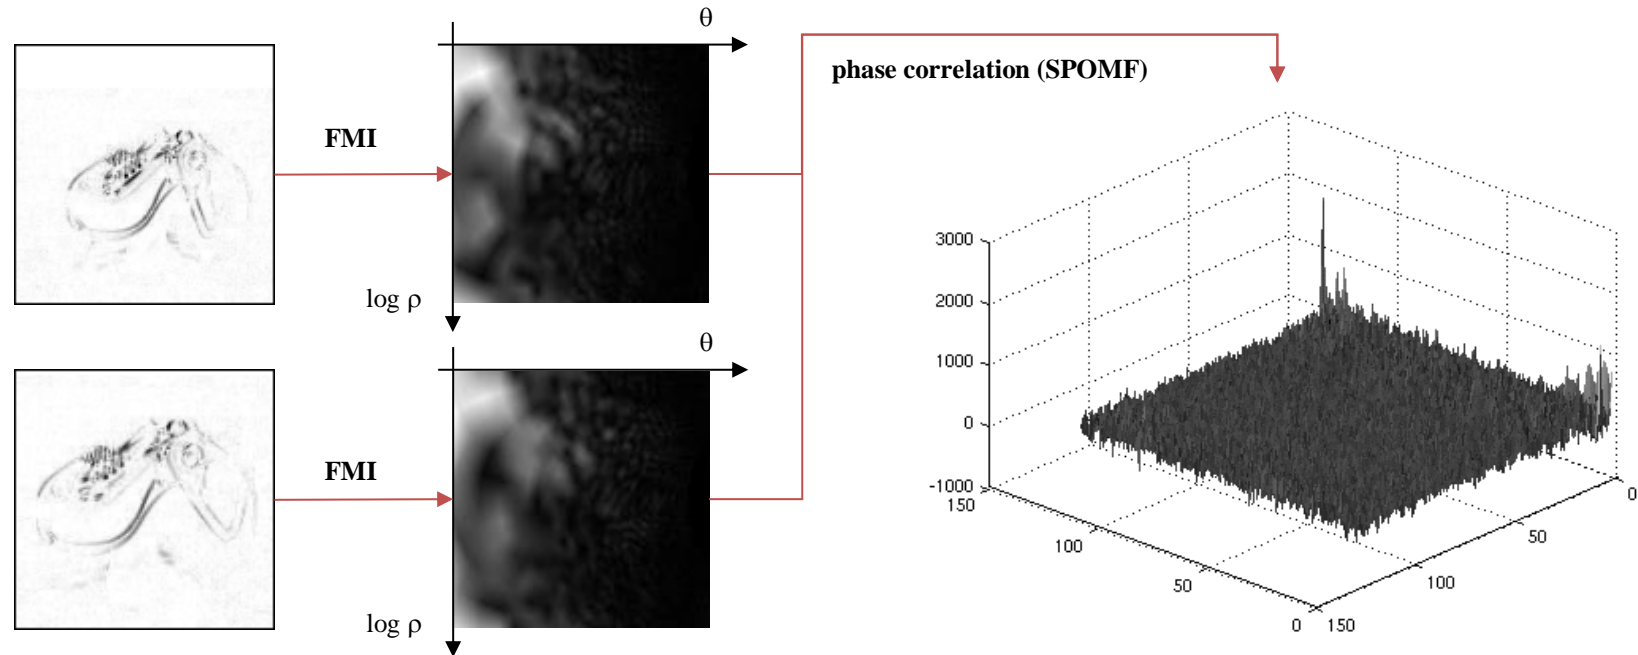 θ
phase correlation (SPOMF)
FMI
log ρ
θ
FMI
log ρ
3000
2000
1000
0
-1000
150
100
50
0
150
100
50
0